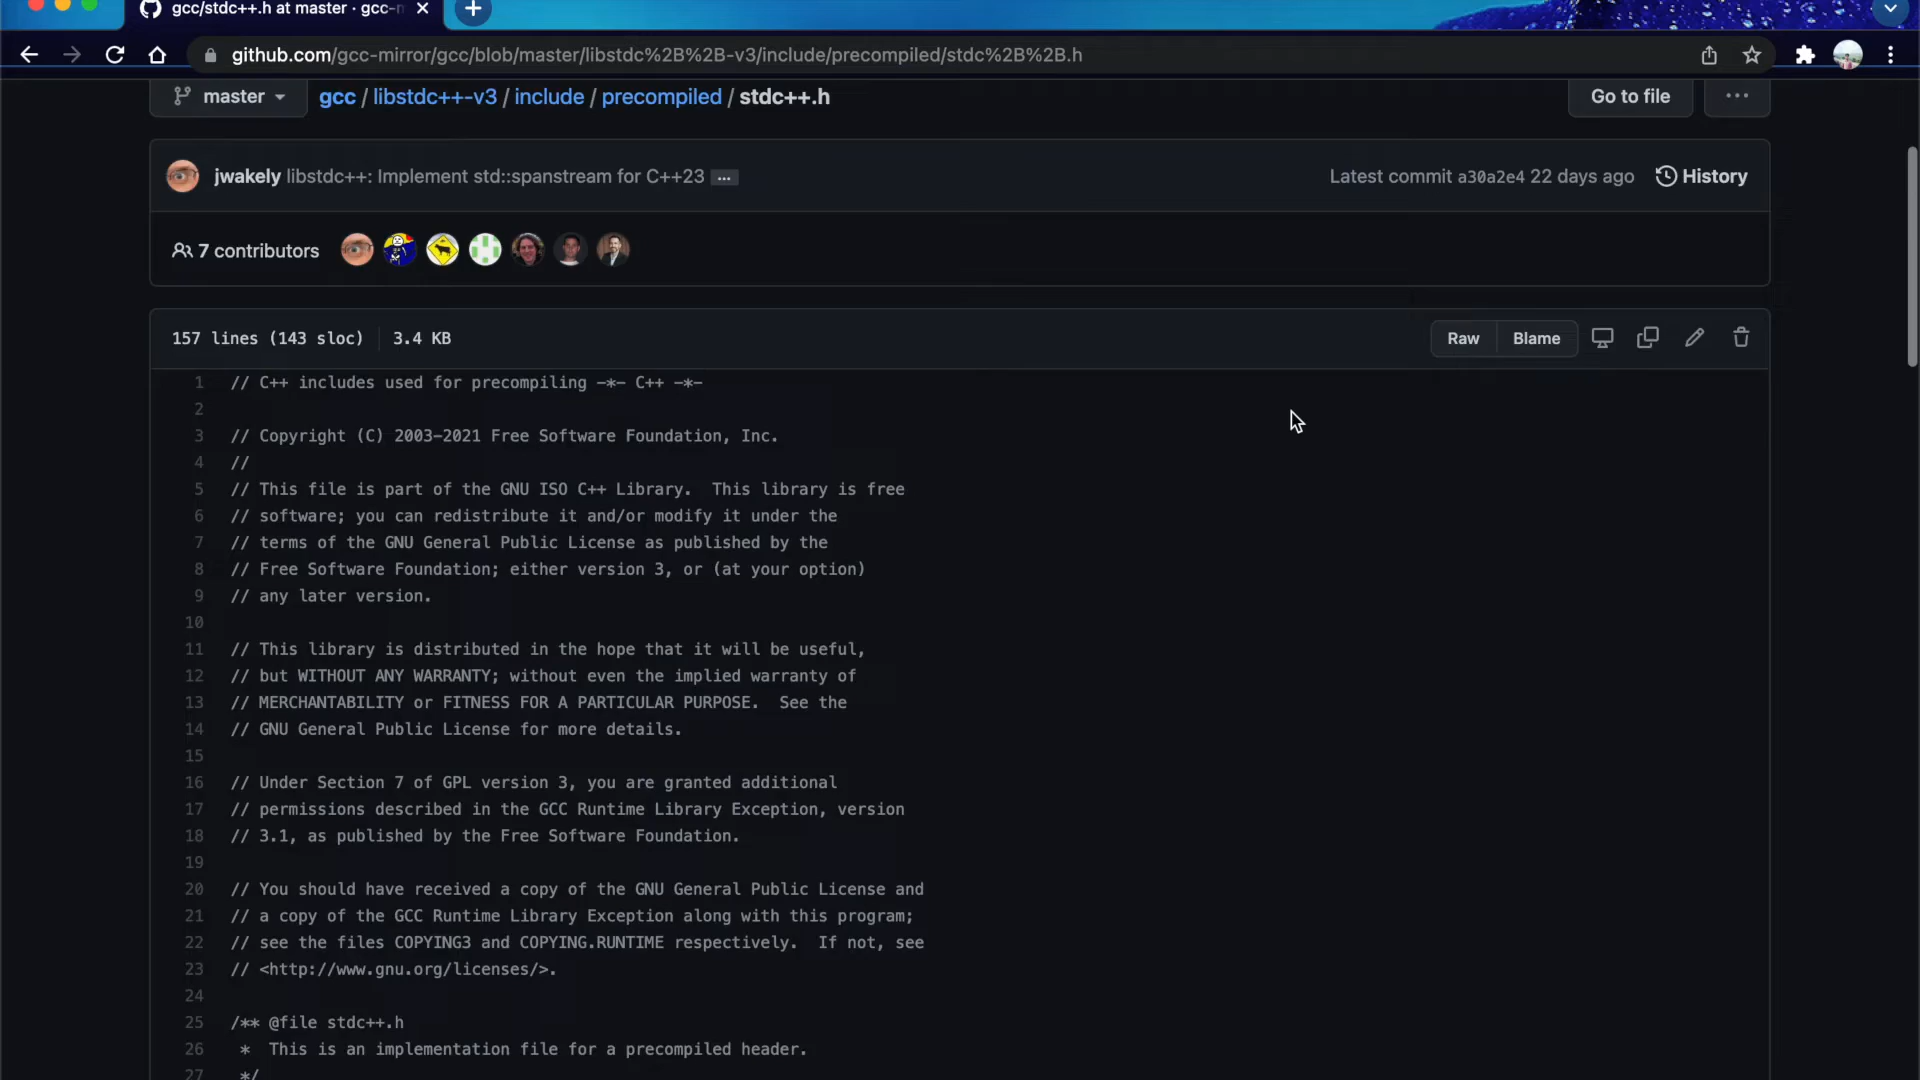 gcc/stdc++.h at master · gcc-m
github.com/gcc-mirror/gcc/blob/master/libstdc%2B%2B-v3/include/precompiled/stdc%2B%2B.h
master gcc / libstdc++-v3 / include / precompiled / stdc++.h Go to file ...
jwakely libstdc++: Implement std::spanstream for C++23 ... Latest commit a30a2e4 22 days ago History
7 contributors
157 lines (143 sloc) 3.4 KB Raw Blame
1 // C++ includes used for precompiling -*- C++ -*-
2
3 // Copyright (C) 2003-2021 Free Software Foundation, Inc.
4 //
5 // This file is part of the GNU ISO C++ Library.  This library is free
6 // software; you can redistribute it and/or modify it under the
7 // terms of the GNU General Public License as published by the
8 // Free Software Foundation; either version 3, or (at your option)
9 // any later version.
10
11 // This library is distributed in the hope that it will be useful,
12 // but WITHOUT ANY WARRANTY; without even the implied warranty of
13 // MERCHANTABILITY or FITNESS FOR A PARTICULAR PURPOSE.  See the
14 // GNU General Public License for more details.
15
16 // Under Section 7 of GPL version 3, you are granted additional
17 // permissions described in the GCC Runtime Library Exception, version
18 // 3.1, as published by the Free Software Foundation.
19
20 // You should have received a copy of the GNU General Public License and
21 // a copy of the GCC Runtime Library Exception along with this program;
22 // see the files COPYING3 and COPYING.RUNTIME respectively.  If not, see
23 // <http://www.gnu.org/licenses/>.
24
25 /** @file stdc++.h
26  *  This is an implementation file for a precompiled header.
27  */